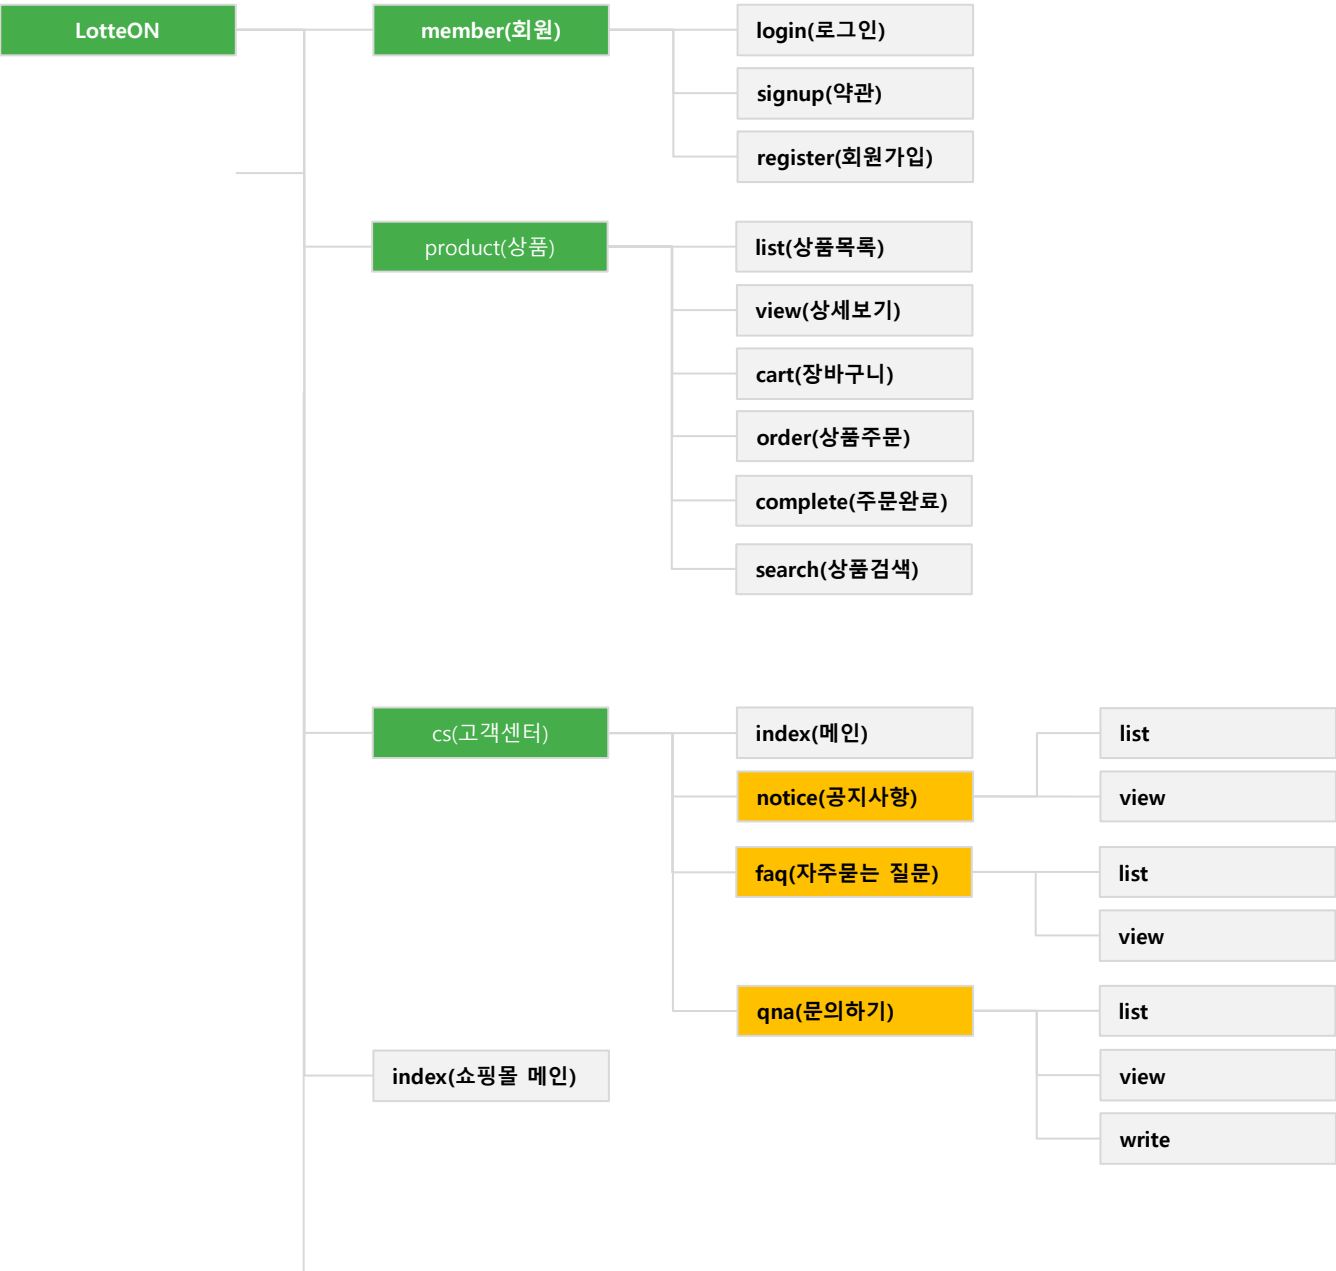 LotteON
member(회원)
login(로그인)
signup(약관)
register(회원가입)
product(상품)
list(상품목록)
view(상세보기)
cart(장바구니)
order(상품주문)
complete(주문완료)
search(상품검색)
cs(고객센터)
index(메인)
notice(공지사항)
list
view
faq(자주묻는 질문)
list
view
qna(문의하기)
list
view
write
index(쇼핑몰 메인)